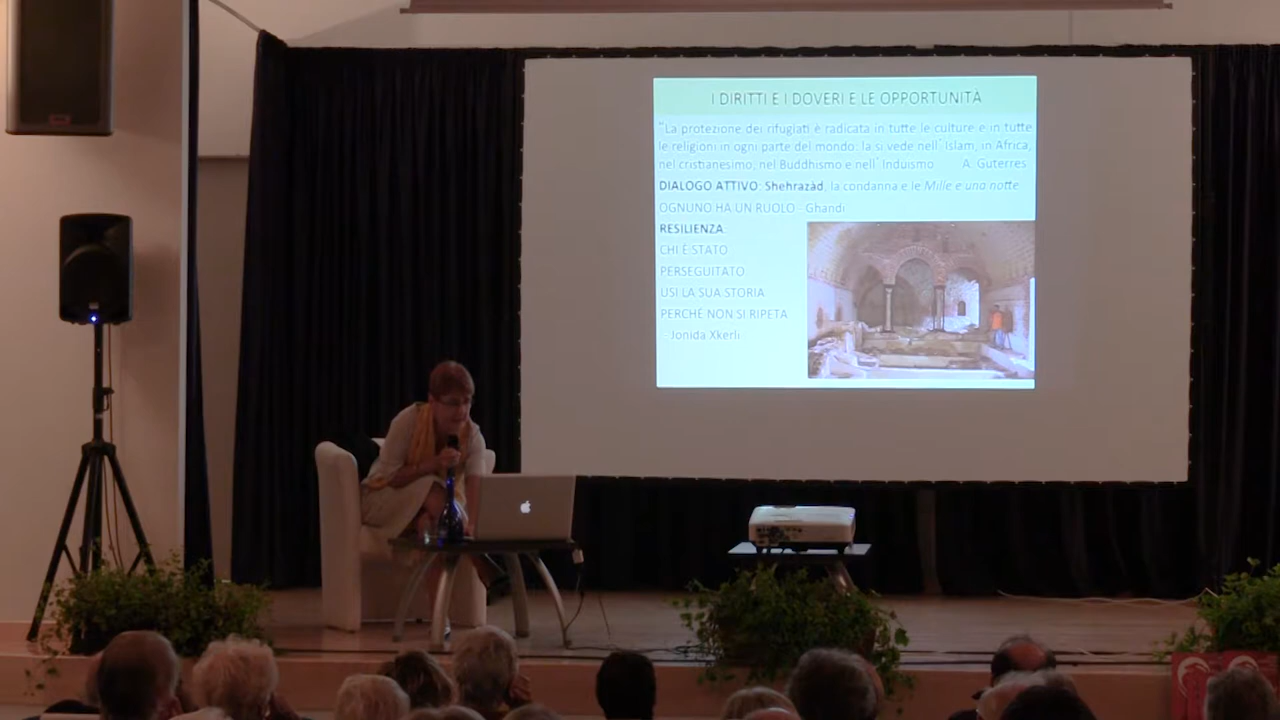 I DIRITTI E I DOVERI E LE OPPORTUNITÀ
"La protezione dei rifugiati è radicata in tutte le culture e in tutte
le religioni in ogni parte del mondo: la si vede nell' Islam, in Africa,
nel cristianesimo, nel Buddhismo e nell' Induismo A. Guterres
DIALOGO ATTIVO: Shehrazàd, la condanna e le Mille e una notte
OGNUNO HA UN RUOLO - Ghandi
RESILIENZA:
CHI È STATO
PERSEGUITATO
USI LA SUA STORIA
PERCHÉ NON SI RIPETA
- Jonida Xkerli